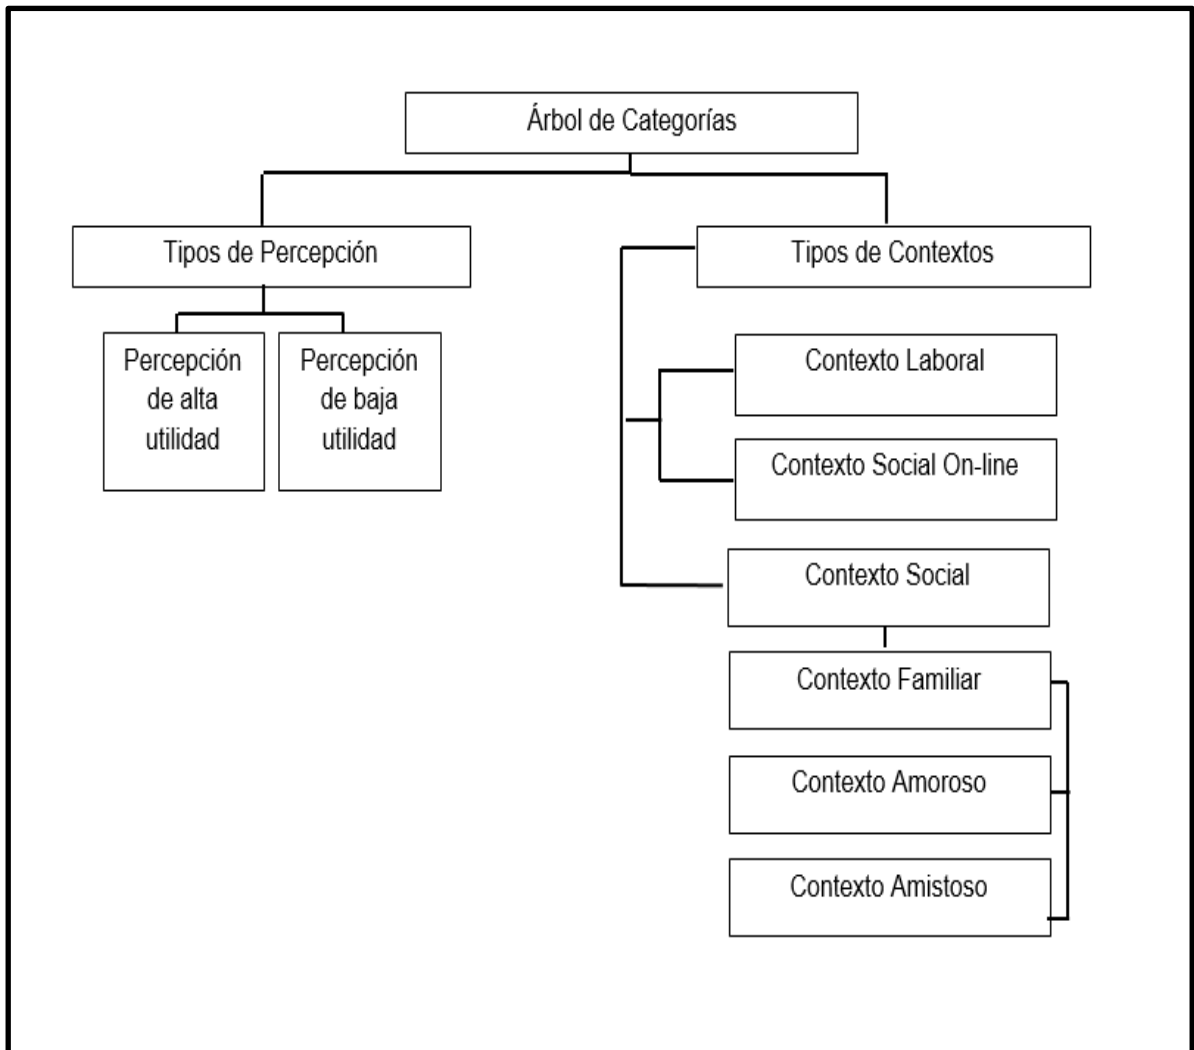 Árbol de Categorías
Tipos de Percepción
Percepción
de alta
utilidad
Percepción
de baja
utilidad
Tipos de Contextos
Contexto Laboral
Contexto Social On-line
Contexto Social
Contexto Familiar
Contexto Amoroso
Contexto Amistoso